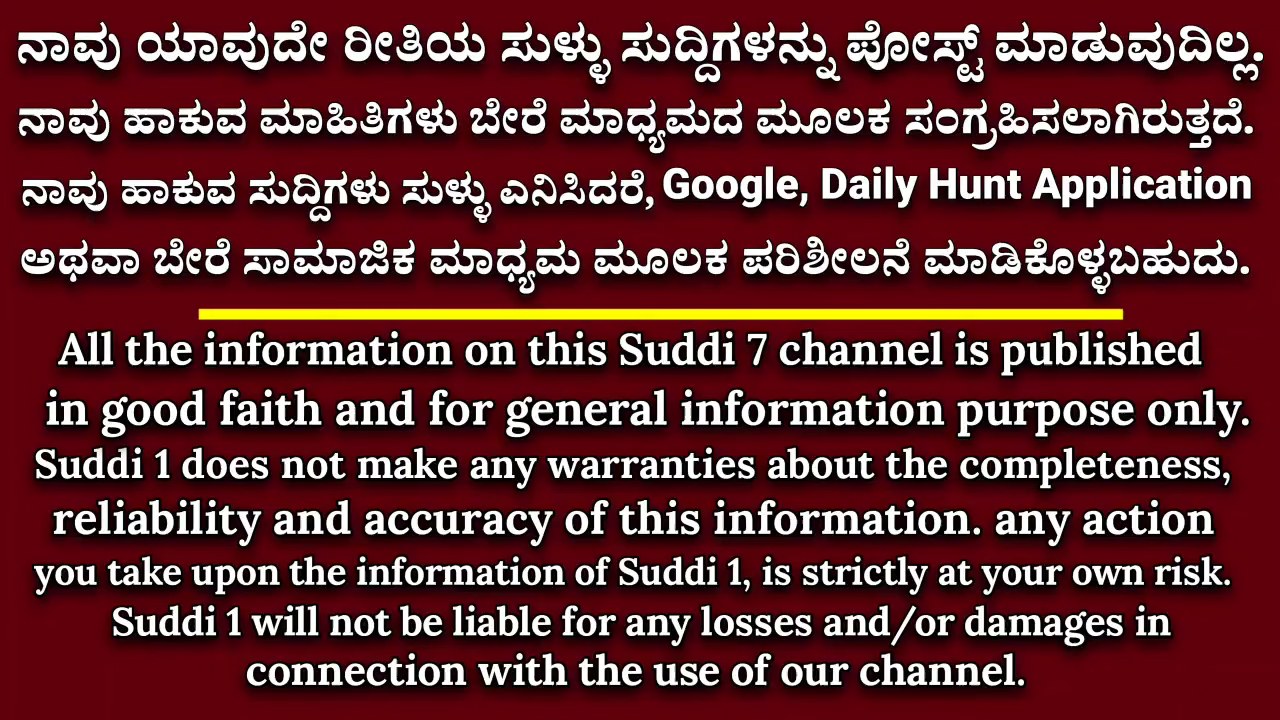 ನಾವು ಯಾವುದೇ ರೀತಿಯ ಸುಳ್ಳು ಸುದ್ದಿಗಳನ್ನು ಪೋಸ್ಟ್ ಮಾಡುವುದಿಲ್ಲ.
ನಾವು ಹಾಕುವ ಮಾಹಿತಿಗಳು ಬೇರೆ ಮಾಧ್ಯಮದ ಮೂಲಕ ಸಂಗ್ರಹಿಸಲಾಗಿರುತ್ತದೆ.
ನಾವು ಹಾಕುವ ಸುದ್ದಿಗಳು ಸುಳ್ಳು ಎನಿಸಿದರೆ, Google, Daily Hunt Application
ಅಥವಾ ಬೇರೆ ಸಾಮಾಜಿಕ ಮಾಧ್ಯಮ ಮೂಲಕ ಪರಿಶೀಲನೆ ಮಾಡಿಕೊಳ್ಳಬಹುದು.
All the information on this Suddi 7 channel is published
in good faith and for general information purpose only.
Suddi 1 does not make any warranties about the completeness,
reliability and accuracy of this information. any action
you take upon the information of Suddi 1, is strictly at your own risk.
Suddi 1 will not be liable for any losses and/or damages in
connection with the use of our channel.